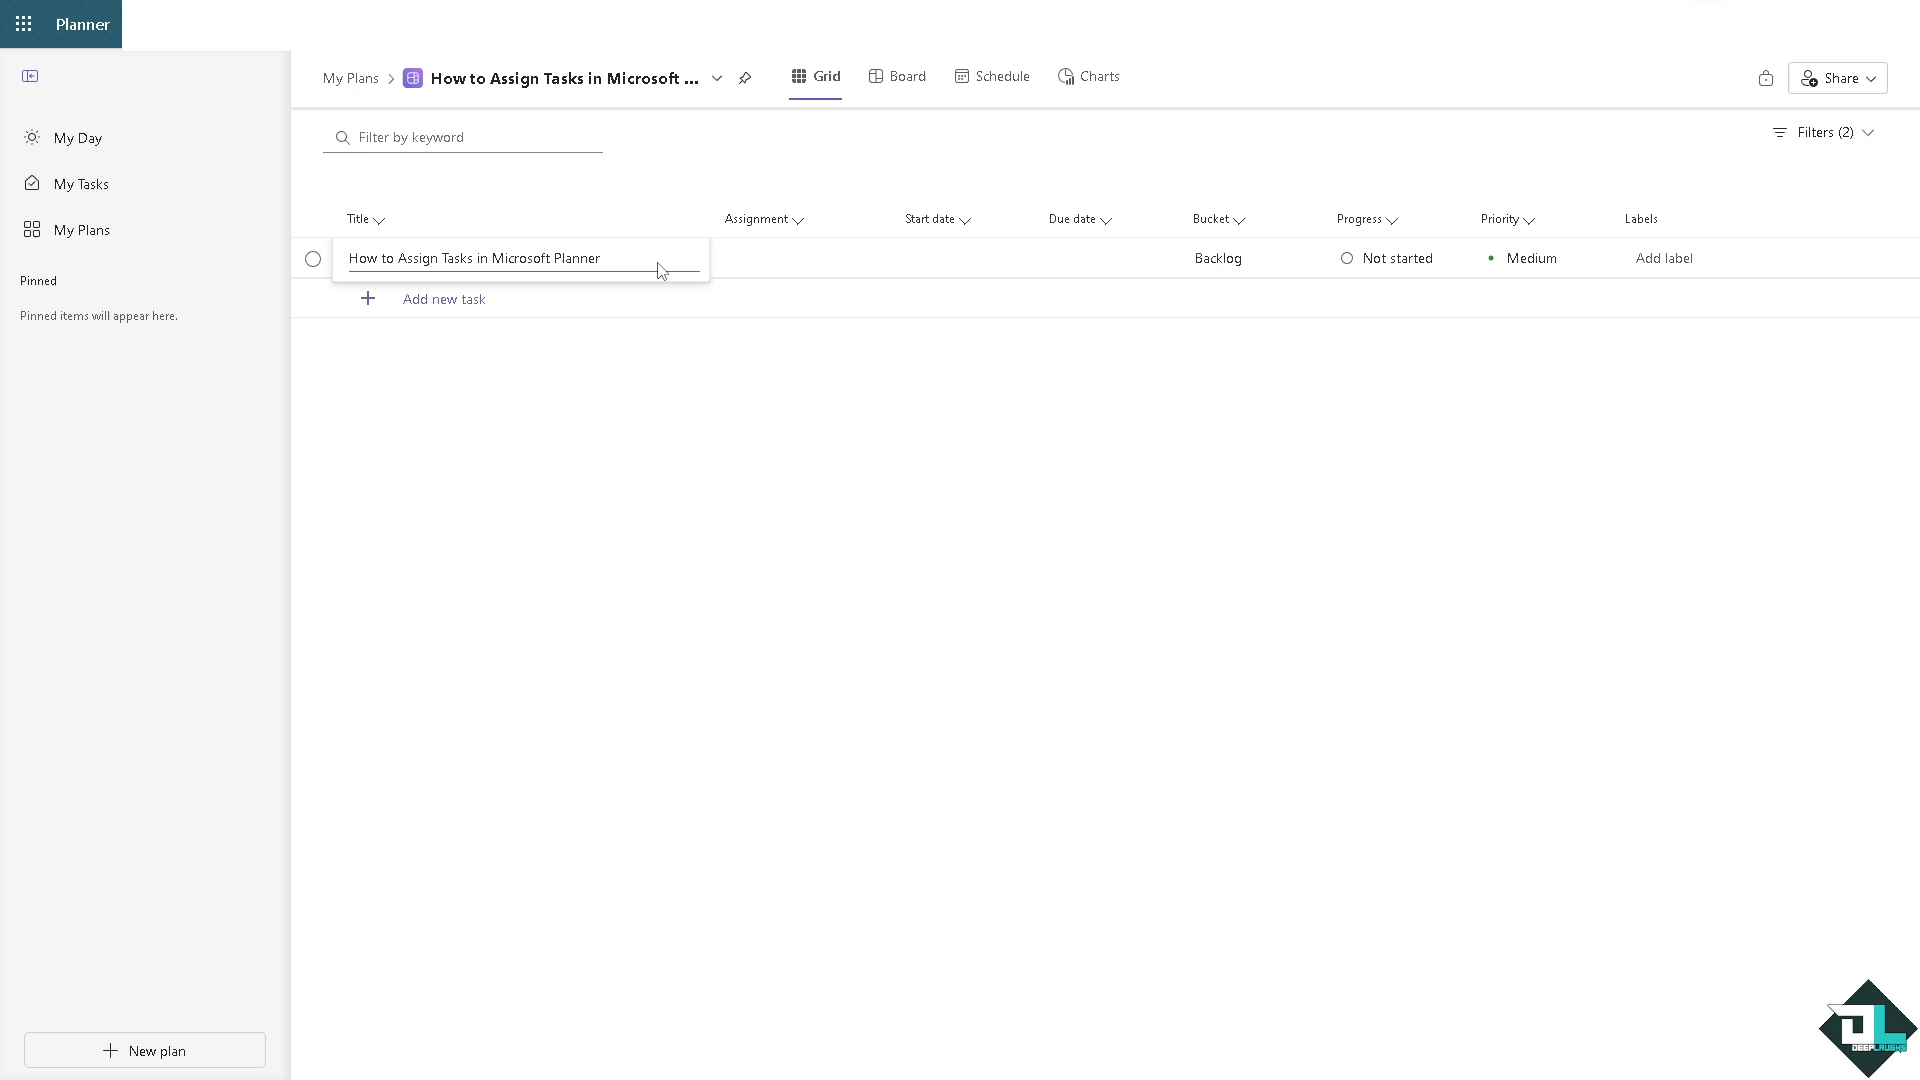 Planner
My Plans
How to Assign Tasks in Microsoft ...
Grid
Board
Schedule
Charts
Share
My Day
My Tasks
My Plans
Pinned
Pinned items will appear here.
New plan
Filter by keyword
Filters (2)
Title
Assignment
Start date
Due date
Bucket
Progress
Priority
Labels
How to Assign Tasks in Microsoft Planner
Backlog
Not started
Medium
Add label
Add new task
DEEPLAUGHS